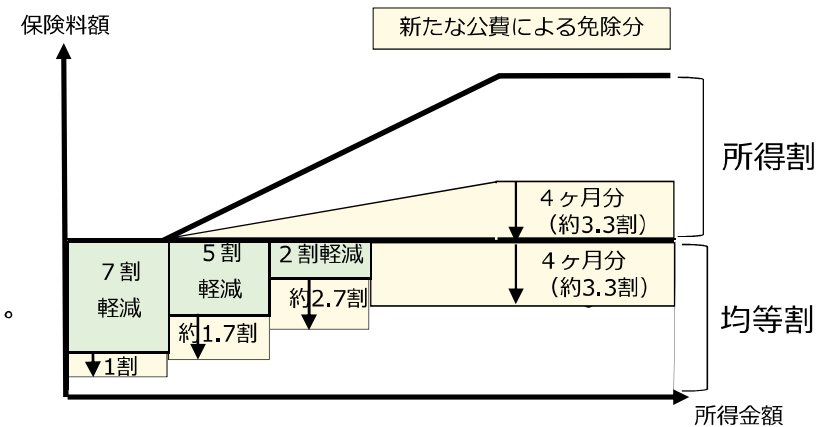 保険料額
新たな公費による免除分
所得割
4ヶ月分
（約3.3割）
7割
軽減
5割
軽減
2割軽減
4ヶ月分
（約3.3割）
約2.7割
約1.7割
1割
均等割
。
所得金額